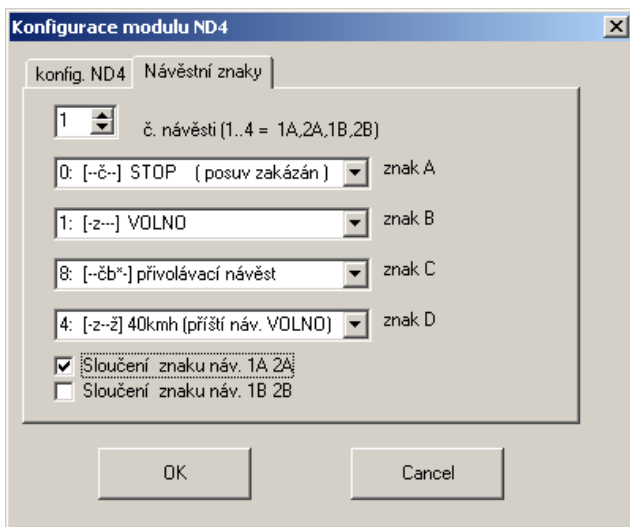 Konfigurace modulu ND4
konfig. ND4 Návěstní znaky
1 č. návěsti (1..4 = 1A,2A,1B,2B)
0: [--č--] STOP ( posuv zakázán ) znak A
1: [-z---] VOLNO znak B
8: [--čb*-] přivolávací návěst znak C
4: [-z--ž] 40kmh (příští náv. VOLNO) znak D
Sloučení znaku náv. 1A 2A
Sloučení znaku náv. 1B 2B
OK Cancel